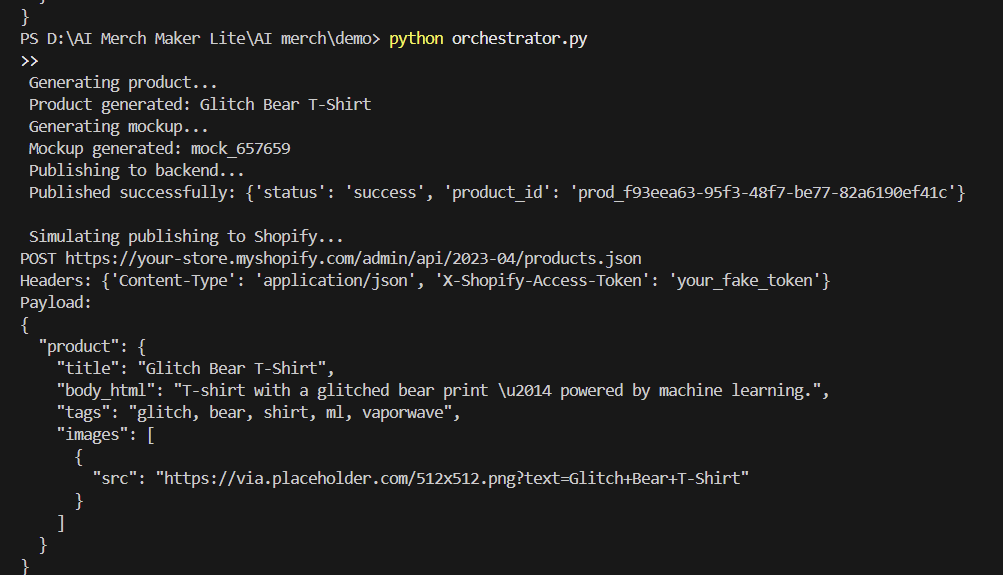 }
PS D:\AI Merch Maker Lite\AI merch\demo> python orchestrator.py
>>
Generating product...
Product generated: Glitch Bear T-Shirt
Generating mockup...
Mockup generated: mock_657659
Publishing to backend...
Published successfully: {'status': 'success', 'product_id': 'prod_f93eea63-95f3-48f7-be77-82a6190ef41c'}
Simulating publishing to Shopify...
POST https://your-store.myshopify.com/admin/api/2023-04/products.json
Headers: {'Content-Type': 'application/json', 'X-Shopify-Access-Token': 'your_fake_token'}
Payload:
{
"product": {
"title": "Glitch Bear T-Shirt",
"body_html": "T-shirt with a glitched bear print \u2014 powered by machine learning.",
"tags": "glitch, bear, shirt, ml, vaporwave",
"images": [
{
"src": "https://via.placeholder.com/512x512.png?text=Glitch+Bear+T-Shirt"
}
]
}
}